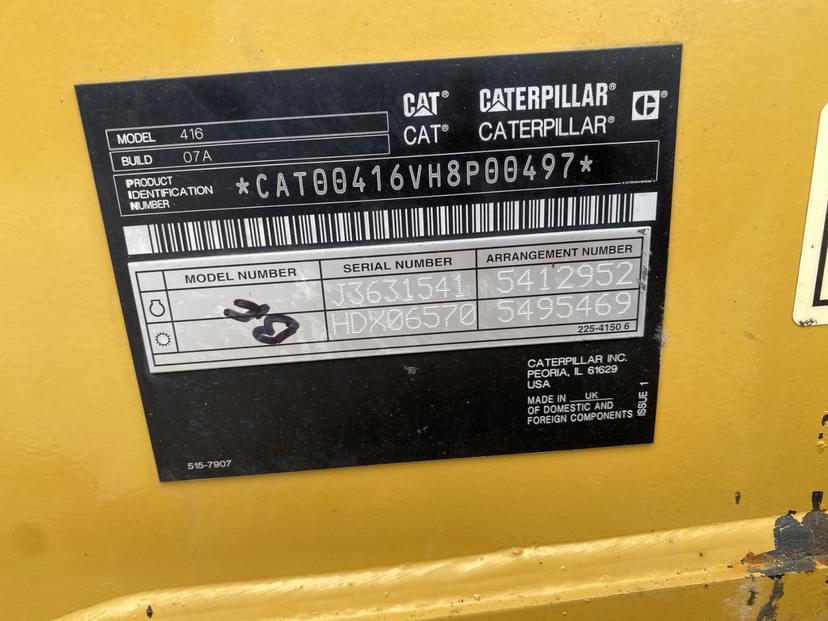 CAT® CATERPILLAR®
CAT® CATERPILLAR®
MODEL 416
BUILD 07A
PRODUCT IDENTIFICATION NUMBER *CAT00416VH8P00497*
MODEL NUMBER SERIAL NUMBER ARRANGEMENT NUMBER
J3631541 5412952
HDX06570 5495469
225-4150 6
CATERPILLAR INC.
PEORIA, IL 61629
USA
MADE IN UK
OF DOMESTIC AND
FOREIGN COMPONENTS
ISSUE 1
515-7907